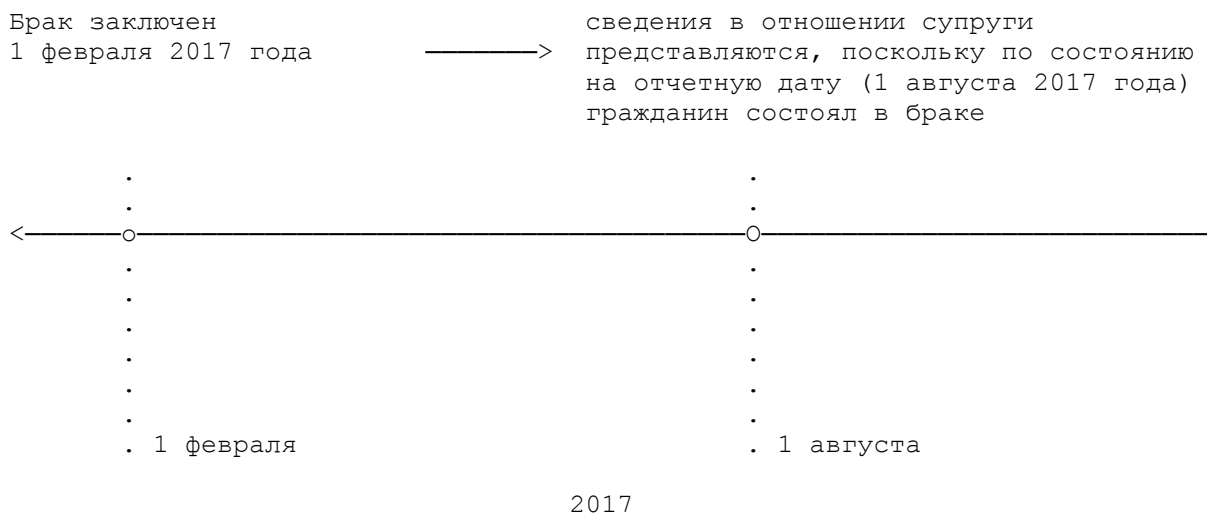 Брак заключен
1 февраля 2017 года
сведения в отношении супруги
представляются, поскольку по состоянию
на отчетную дату (1 августа 2017 года)
гражданин состоял в браке
1 февраля
1 августа
2017